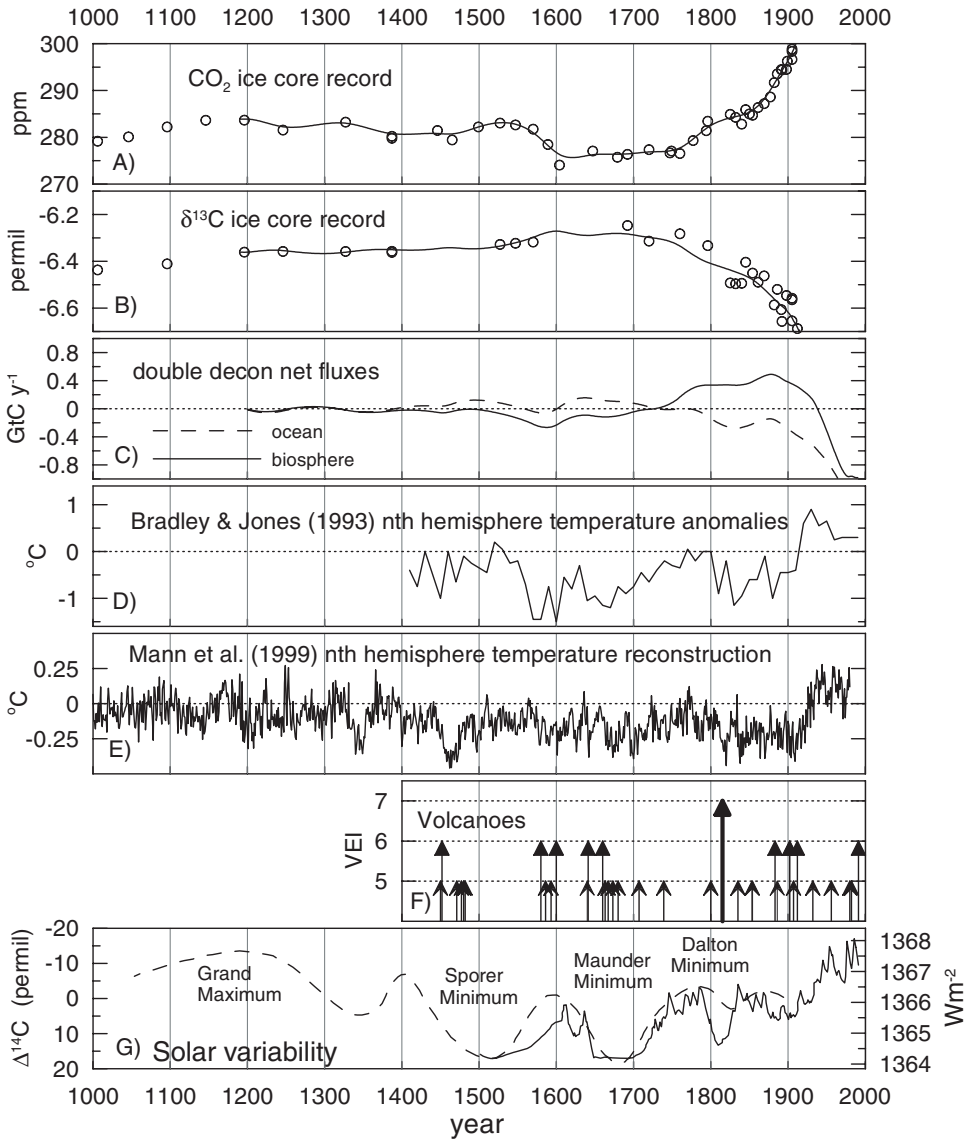 1000 1100 1200 1300 1400 1500 1600 1700 1800 1900 2000
300
290
280
270
ppm
CO2 ice core record
A)
-6.2
-6.4
-6.6
permil
δ¹³C ice core record
B)
0.8
0.4
0
-0.4
-0.8
GtC y⁻¹
double decon net fluxes
ocean
biosphere
C)
1
0
-1
°C
Bradley & Jones (1993) nth hemisphere temperature anomalies
D)
0.25
0
-0.25
°C
Mann et al. (1999) nth hemisphere temperature reconstruction
E)
7
6
5
VEI
Volcanoes
F)
-20
-10
0
10
20
Δ¹⁴C (permil)
Grand
Maximum
Sporer
Minimum
Maunder
Minimum
Dalton
Minimum
G) Solar variability
1368
1367
1366
1365
1364
Wm⁻²
1000 1100 1200 1300 1400 1500 1600 1700 1800 1900 2000
year